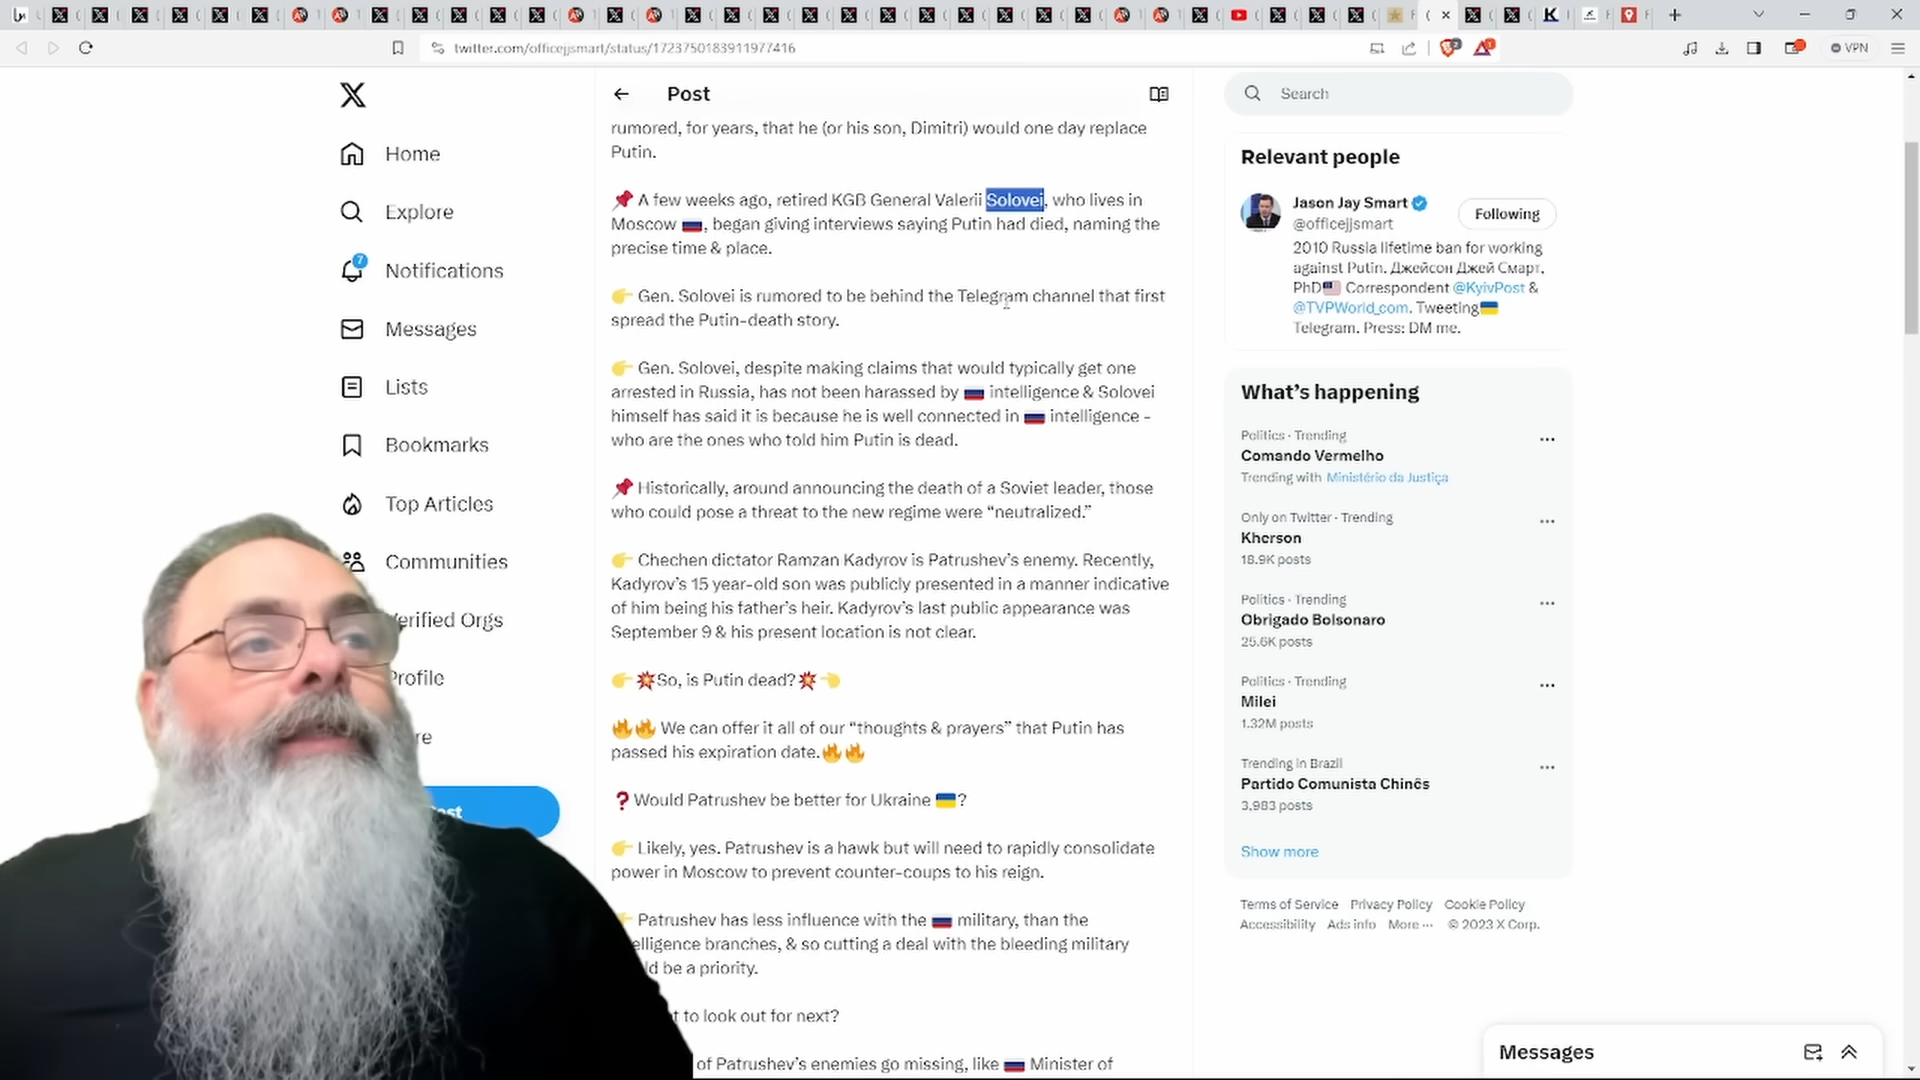 twitter.com/officejjsmart/status/1723750183911977416
VPN
Home
Explore
7
Notifications
Messages
Lists
Bookmarks
Top Articles
Communities
Verified Orgs
Profile
Post
rumored, for years, that he (or his son, Dimitri) would one day replace
Putin.
📌 A few weeks ago, retired KGB General Valerii Solovei, who lives in
Moscow 🇷🇺, began giving interviews saying Putin had died, naming the
precise time & place.
👉 Gen. Solovei is rumored to be behind the Telegram channel that first
spread the Putin-death story.
👉 Gen. Solovei, despite making claims that would typically get one
arrested in Russia, has not been harassed by 🇷🇺 intelligence & Solovei
himself has said it is because he is well connected in 🇷🇺 intelligence -
who are the ones who told him Putin is dead.
📌 Historically, around announcing the death of a Soviet leader, those
who could pose a threat to the new regime were “neutralized.”
👉 Chechen dictator Ramzan Kadyrov is Patrushev’s enemy. Recently,
Kadyrov’s 15 year-old son was publicly presented in a manner indicative
of him being his father’s heir. Kadyrov’s last public appearance was
September 9 & his present location is not clear.
👉💥So, is Putin dead?💥👈
🔥🔥 We can offer it all of our “thoughts & prayers” that Putin has
passed his expiration date.🔥🔥
❓Would Patrushev be better for Ukraine 🇺🇦?
👉 Likely, yes. Patrushev is a hawk but will need to rapidly consolidate
power in Moscow to prevent counter-coups to his reign.
Patrushev has less influence with the 🇷🇺 military, than the
elligence branches, & so cutting a deal with the bleeding military
ld be a priority.
t to look out for next?
of Patrushev’s enemies go missing, like 🇷🇺 Minister of
Search
Relevant people
Jason Jay Smart
@officejjsmart
Following
2010 Russia lifetime ban for working
against Putin. Джейсон Джей Смарт,
PhD🇺🇸 Correspondent @KyivPost &
@TVPWorld_com. Tweeting🇺🇦
Telegram. Press: DM me.
What’s happening
Politics · Trending
Comando Vermelho
Trending with Ministério da Justiça
Only on Twitter · Trending
Kherson
18.9K posts
Politics · Trending
Obrigado Bolsonaro
25.6K posts
Politics · Trending
Milei
1.32M posts
Trending in Brazil
Partido Comunista Chinês
3,983 posts
Show more
Terms of Service Privacy Policy Cookie Policy
Accessibility Ads info More ··· © 2023 X Corp.
Messages